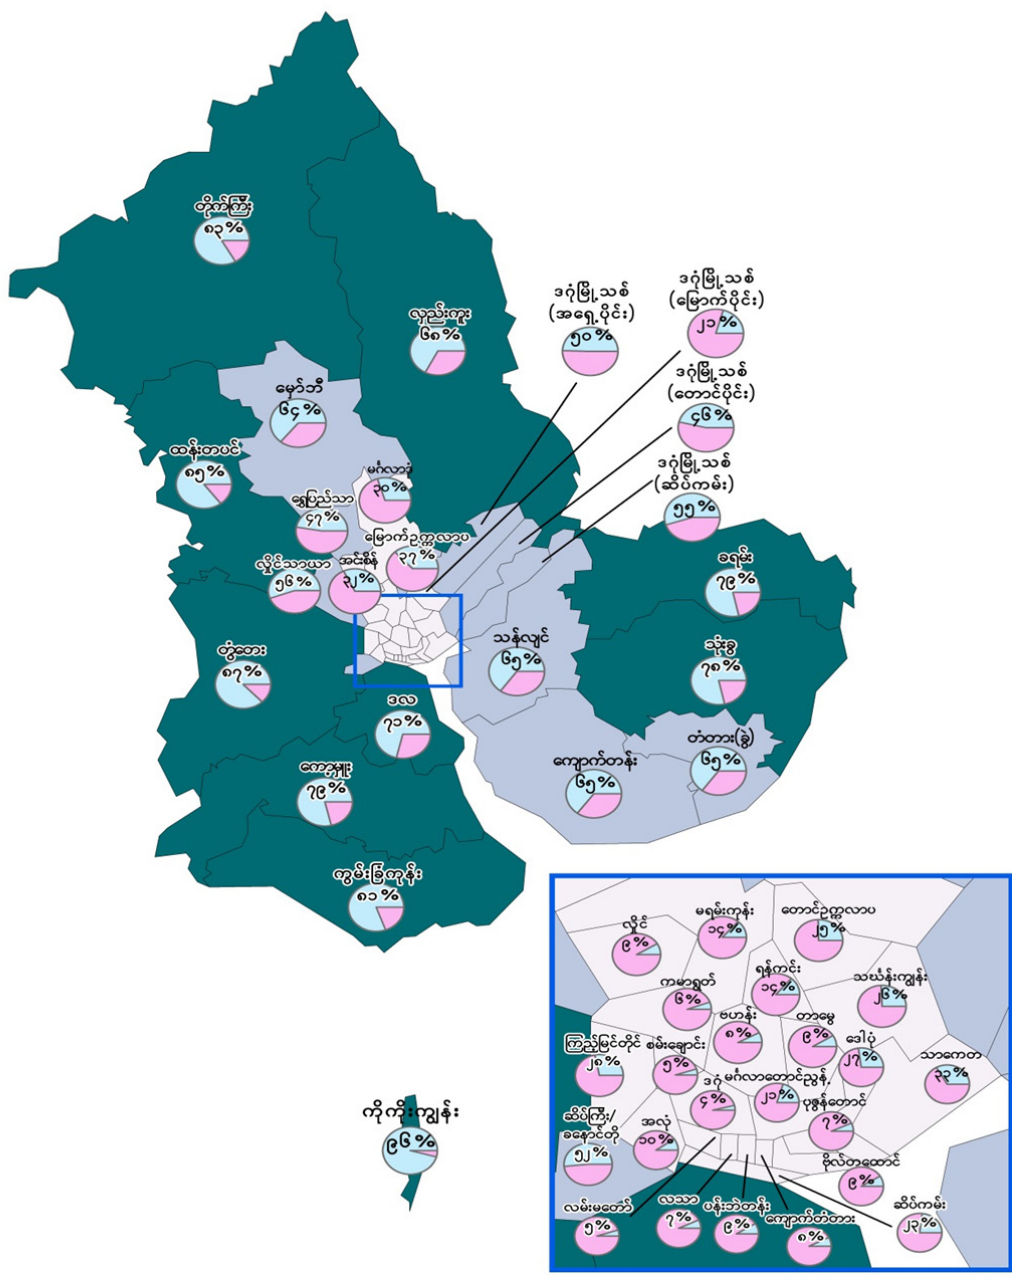 တိုက်ကြီး
၈၃%
လှည်းကူး
၆၈%
ဒဂုံမြို့သစ်
(အရှေ့ပိုင်း)
၅၀%
ဒဂုံမြို့သစ်
(မြောက်ပိုင်း)
၂၁%
ဒဂုံမြို့သစ်
(တောင်ပိုင်း)
၄၆%
ဒဂုံမြို့သစ်
(ဆိပ်ကမ်း)
၅၅%
မှော်ဘီ
၆၄%
ထန်းတပင်
၈၅%
မင်္ဂလာဒုံ
၃၀%
ရွှေပြည်သာ
၄၇%
မြောက်ဥက္ကလာပ
၃၇%
လှိုင်သာယာ
၅၆%
အင်းစိန်
၃၂%
ခရမ်း
၇၉%
သန်လျင်
၆၅%
သုံးခွ
၇၈%
တွံတေး
၈၇%
ဒလ
၇၁%
တံတား(ခွဲ)
၆၅%
ကျောက်တန်း
၆၅%
ကော့မှူး
၇၉%
ကွမ်းခြံကုန်း
၈၁%
ကိုကိုးကျွန်း
၉၆%
လှိုင်
၉%
မရမ်းကုန်း
၁၄%
တောင်ဥက္ကလာပ
၂၅%
ကမာရွတ်
၆%
ရန်ကင်း
၁၄%
သင်္ဃန်းကျွန်း
၂၆%
ဗဟန်း
၈%
တာမွေ
၉%
ဒေါပုံ
၂၇%
ကြည့်မြင်တိုင်
၂၈%
စမ်းချောင်း
၅%
သာကေတ
၃၃%
ဒဂုံ
၄%
မင်္ဂလာတောင်ညွန့်
၂၁%
ပုဇွန်တောင်
၇%
ဆိပ်ကြီး/
ခနောင်တို
၅၂%
အလုံ
၁၀%
ဗိုလ်တထောင်
၉%
လမ်းမတော်
၅%
လသာ
၇%
ပန်းဘဲတန်း
၉%
ကျောက်တံတား
၈%
ဆိပ်ကမ်း
၂၃%